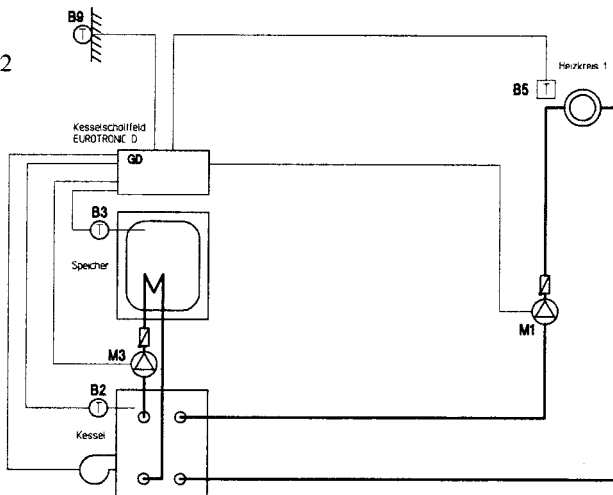 B9
T
2
Heizkreis 1
B5
T
Kesselschaltfeld
EUROTRONIC D
GD
B3
T
Speicher
M3
M1
B2
T
Kessel